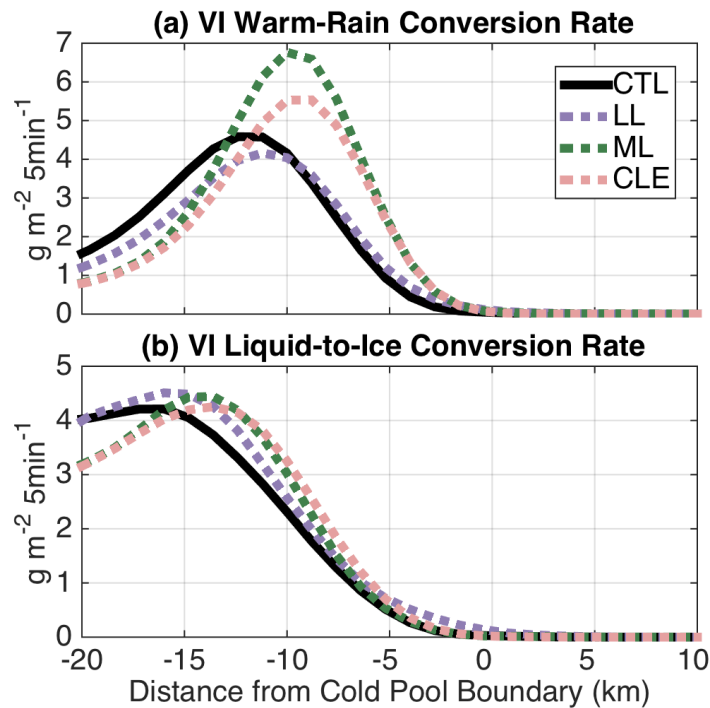 (a) VI Warm-Rain Conversion Rate
7
6
5
4
3
2
1
0
g m⁻² 5min⁻¹
CTL
LL
ML
CLE
(b) VI Liquid-to-Ice Conversion Rate
5
4
3
2
1
0
g m⁻² 5min⁻¹
-20 -15 -10 -5 0 5 10
Distance from Cold Pool Boundary (km)